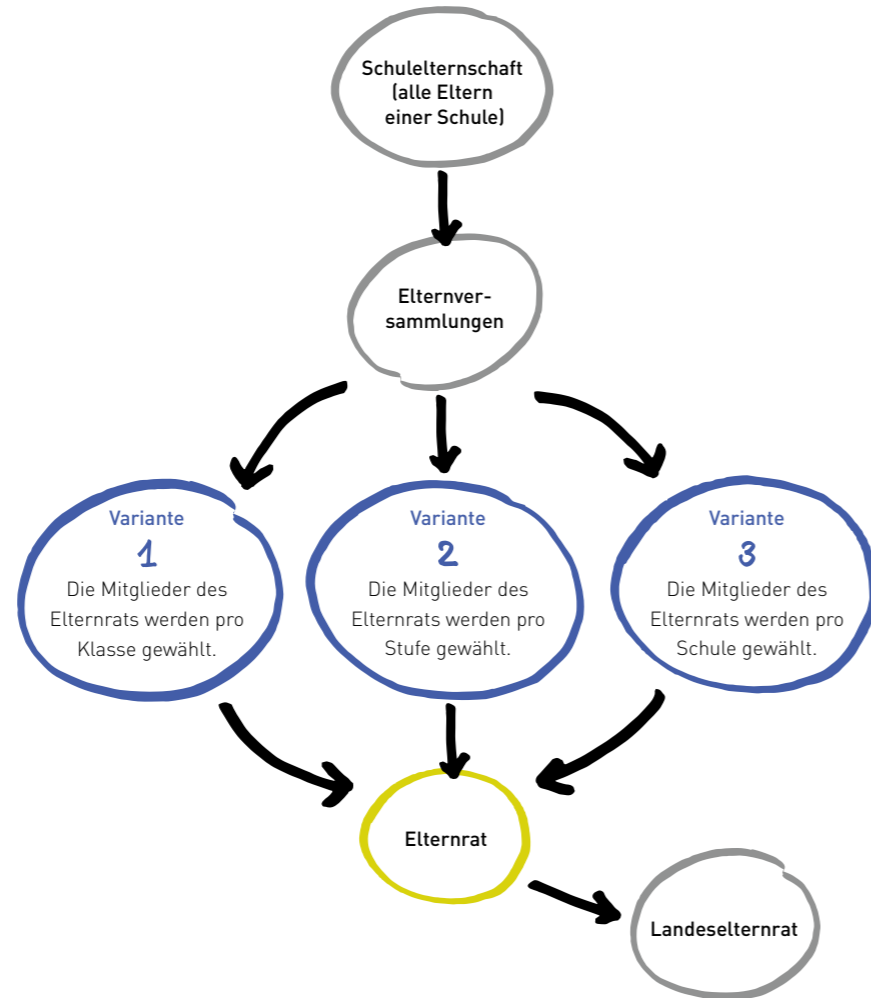 Schulelternschaft
(alle Eltern
einer Schule)
Elternver-
sammlungen
Variante
1
Die Mitglieder des
Elternrats werden pro
Klasse gewählt.
Variante
2
Die Mitglieder des
Elternrats werden pro
Stufe gewählt.
Variante
3
Die Mitglieder des
Elternrats werden pro
Schule gewählt.
Elternrat
Landeselternrat